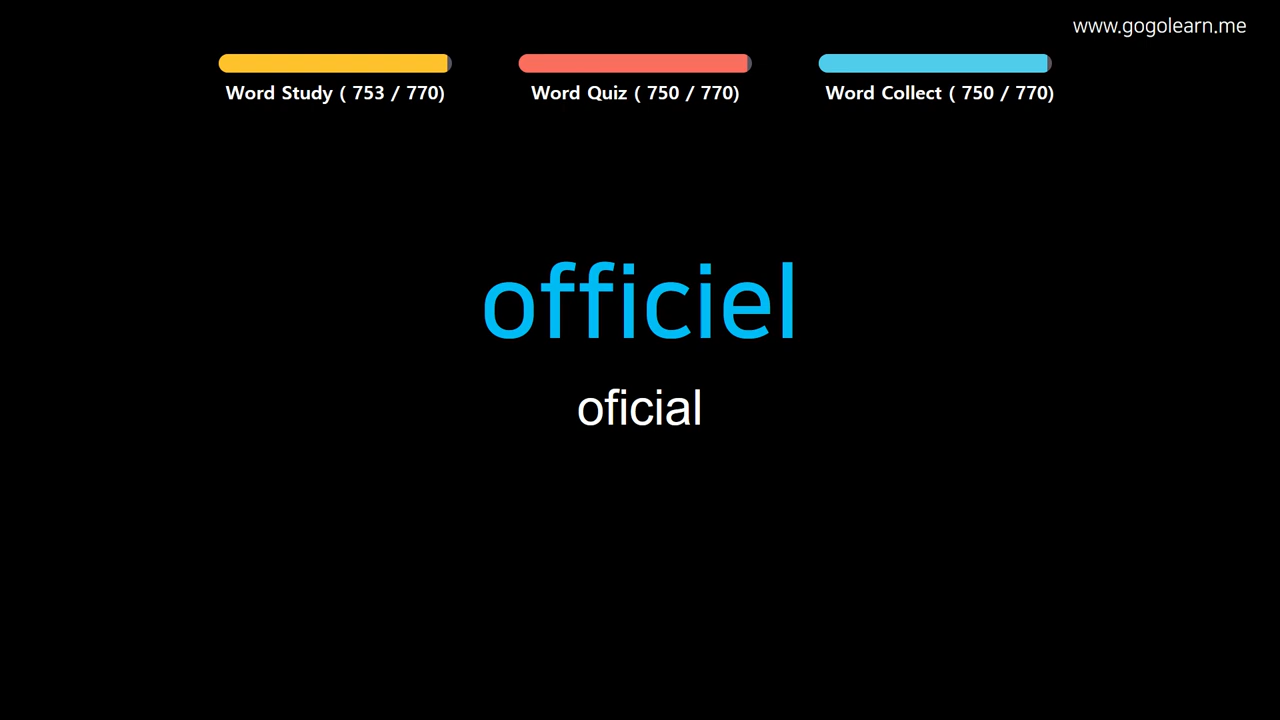 www.gogolearn.me
Word Study ( 753 / 770)
Word Quiz ( 750 / 770)
Word Collect ( 750 / 770)
officiel
oficial